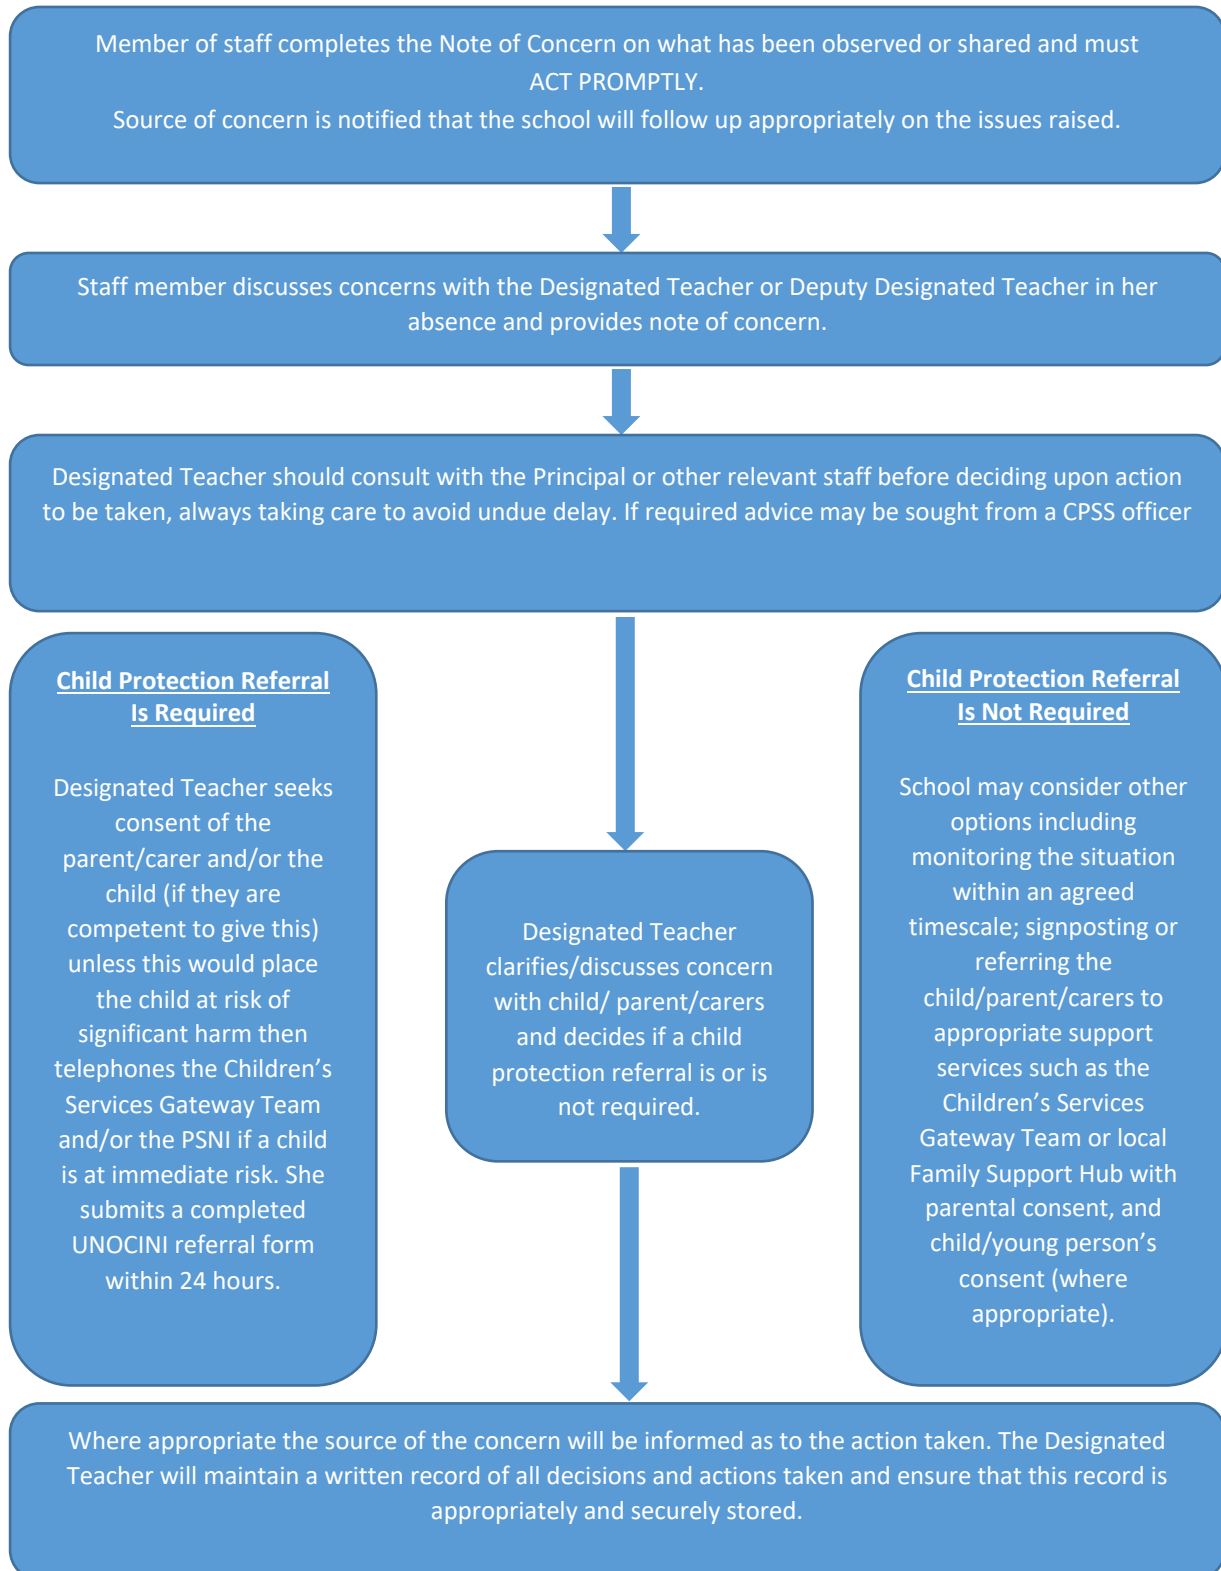 Member of staff completes the Note of Concern on what has been observed or shared and must
ACT PROMPTLY.
Source of concern is notified that the school will follow up appropriately on the issues raised.
Staff member discusses concerns with the Designated Teacher or Deputy Designated Teacher in her
absence and provides note of concern.
Designated Teacher should consult with the Principal or other relevant staff before deciding upon action
to be taken, always taking care to avoid undue delay. If required advice may be sought from a CPSS officer
Child Protection Referral
Is Required
Designated Teacher seeks
consent of the
parent/carer and/or the
child (if they are
competent to give this)
unless this would place
the child at risk of
significant harm then
telephones the Children’s
Services Gateway Team
and/or the PSNI if a child
is at immediate risk. She
submits a completed
UNOCINI referral form
within 24 hours.
Designated Teacher
clarifies/discusses concern
with child/ parent/carers
and decides if a child
protection referral is or is
not required.
Child Protection Referral
Is Not Required
School may consider other
options including
monitoring the situation
within an agreed
timescale; signposting or
referring the
child/parent/carers to
appropriate support
services such as the
Children’s Services
Gateway Team or local
Family Support Hub with
parental consent, and
child/young person’s
consent (where
appropriate).
Where appropriate the source of the concern will be informed as to the action taken. The Designated
Teacher will maintain a written record of all decisions and actions taken and ensure that this record is
appropriately and securely stored.